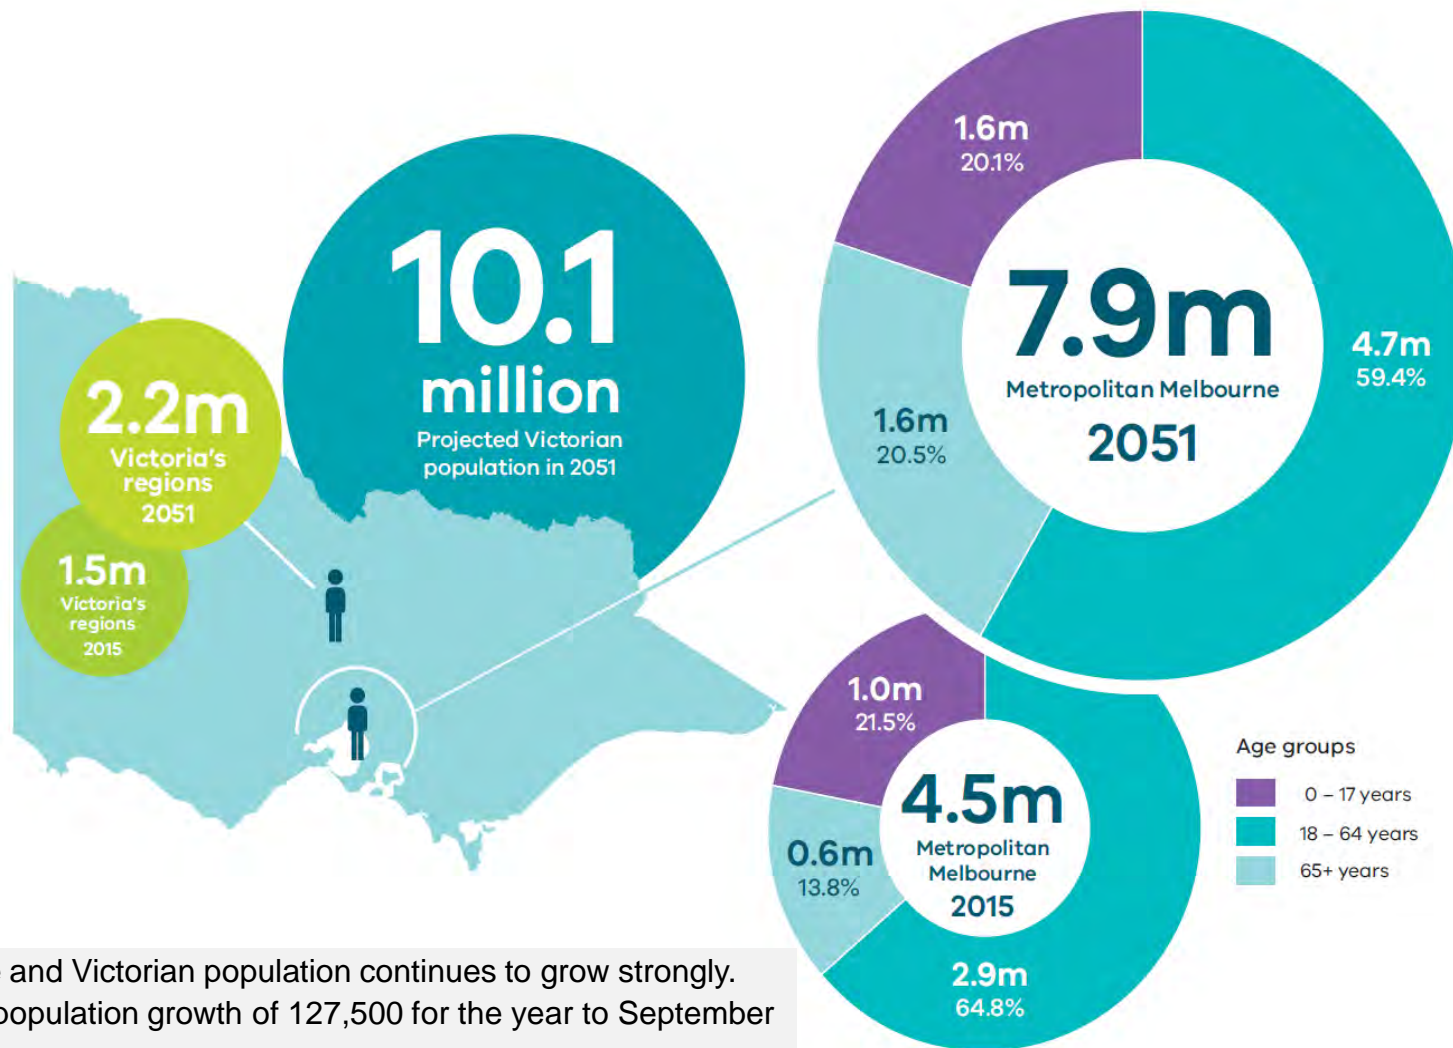 10.1
million
Projected Victorian
population in 2051
2.2m
Victoria's
regions
2051
1.5m
Victoria's
regions
2015
1.6m
20.1%
7.9m
Metropolitan Melbourne
2051
4.7m
59.4%
1.6m
20.5%
1.0m
21.5%
4.5m
Metropolitan
Melbourne
2015
0.6m
13.8%
2.9m
64.8%
Age groups
0 – 17 years
18 – 64 years
65+ years
and Victorian population continues to grow strongly.
population growth of 127,500 for the year to September